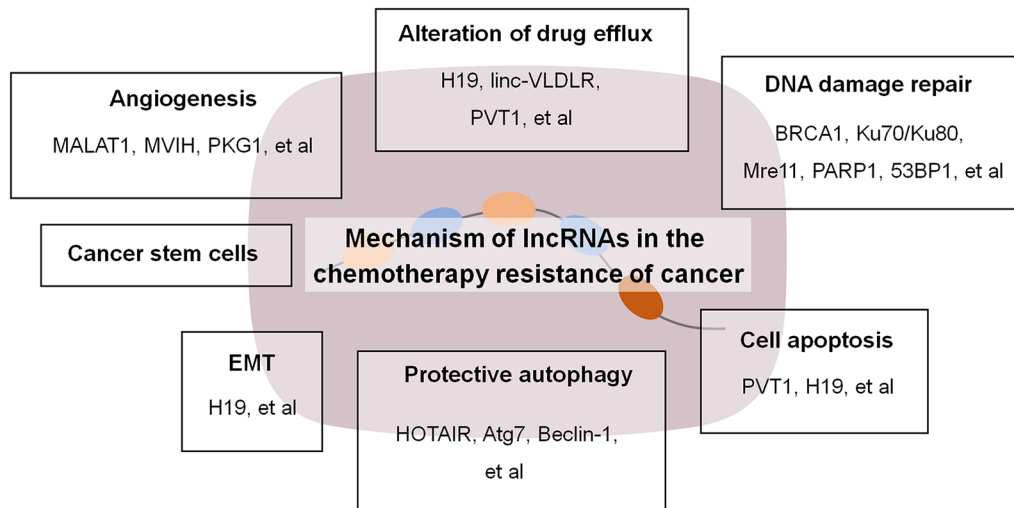 Alteration of drug efflux
H19, linc-VLDLR,
PVT1, et al
Angiogenesis
MALAT1, MVIH, PKG1, et al
DNA damage repair
BRCA1, Ku70/Ku80,
Mre11, PARP1, 53BP1, et al
Cancer stem cells
Mechanism of lncRNAs in the
chemotherapy resistance of cancer
EMT
H19, et al
Protective autophagy
HOTAIR, Atg7, Beclin-1,
et al
Cell apoptosis
PVT1, H19, et al